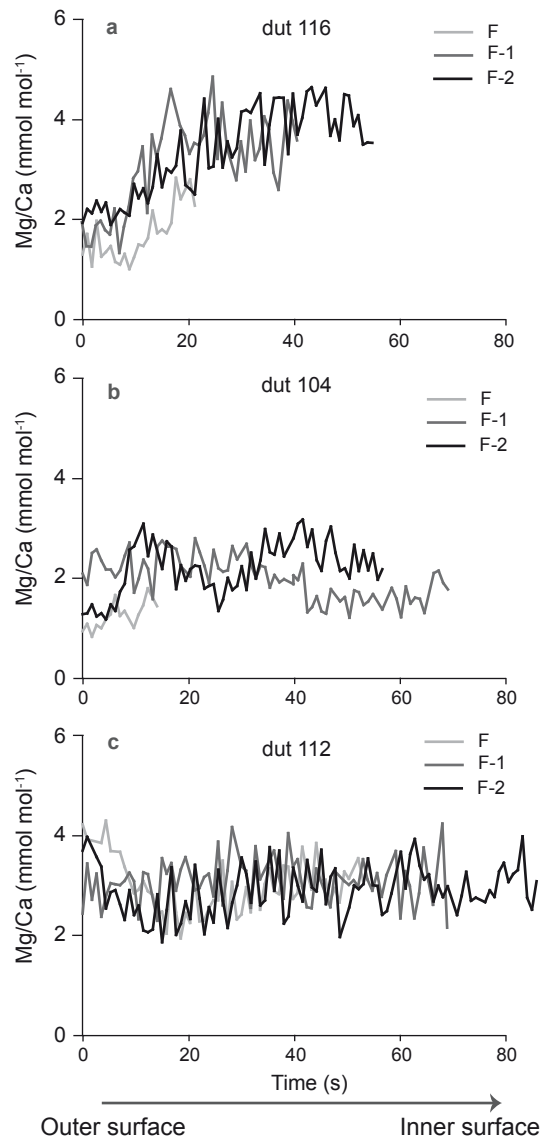 a
dut 116
F
F-1
F-2
Mg/Ca (mmol mol⁻¹)
6
4
2
0
0 20 40 60 80
b
dut 104
F
F-1
F-2
Mg/Ca (mmol mol⁻¹)
6
4
2
0
0 20 40 60 80
c
dut 112
F
F-1
F-2
Mg/Ca (mmol mol⁻¹)
6
4
2
0
0 20 40 60 80
Time (s)
Outer surface Inner surface